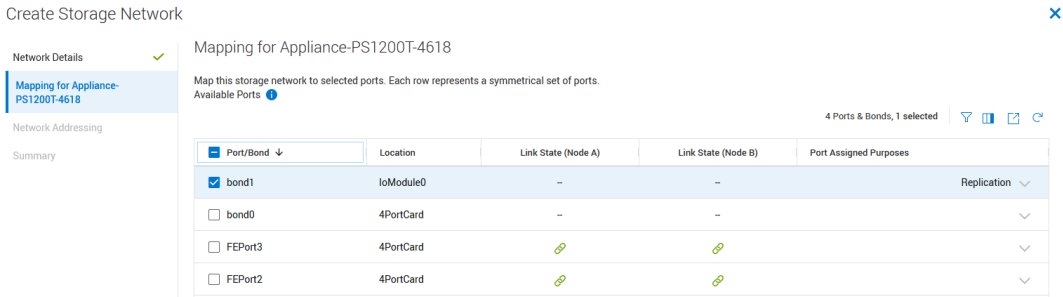 Create Storage Network
Network Details
Mapping for Appliance-
PS1200T-4618
Network Addressing
Summary
Mapping for Appliance-PS1200T-4618
Map this storage network to selected ports. Each row represents a symmetrical set of ports.
Available Ports
4 Ports & Bonds, 1 selected
Port/Bond Location Link State (Node A) Link State (Node B) Port Assigned Purposes
bond1 IoModule0 -- -- Replication
bond0 4PortCard -- --
FEPort3 4PortCard
FEPort2 4PortCard